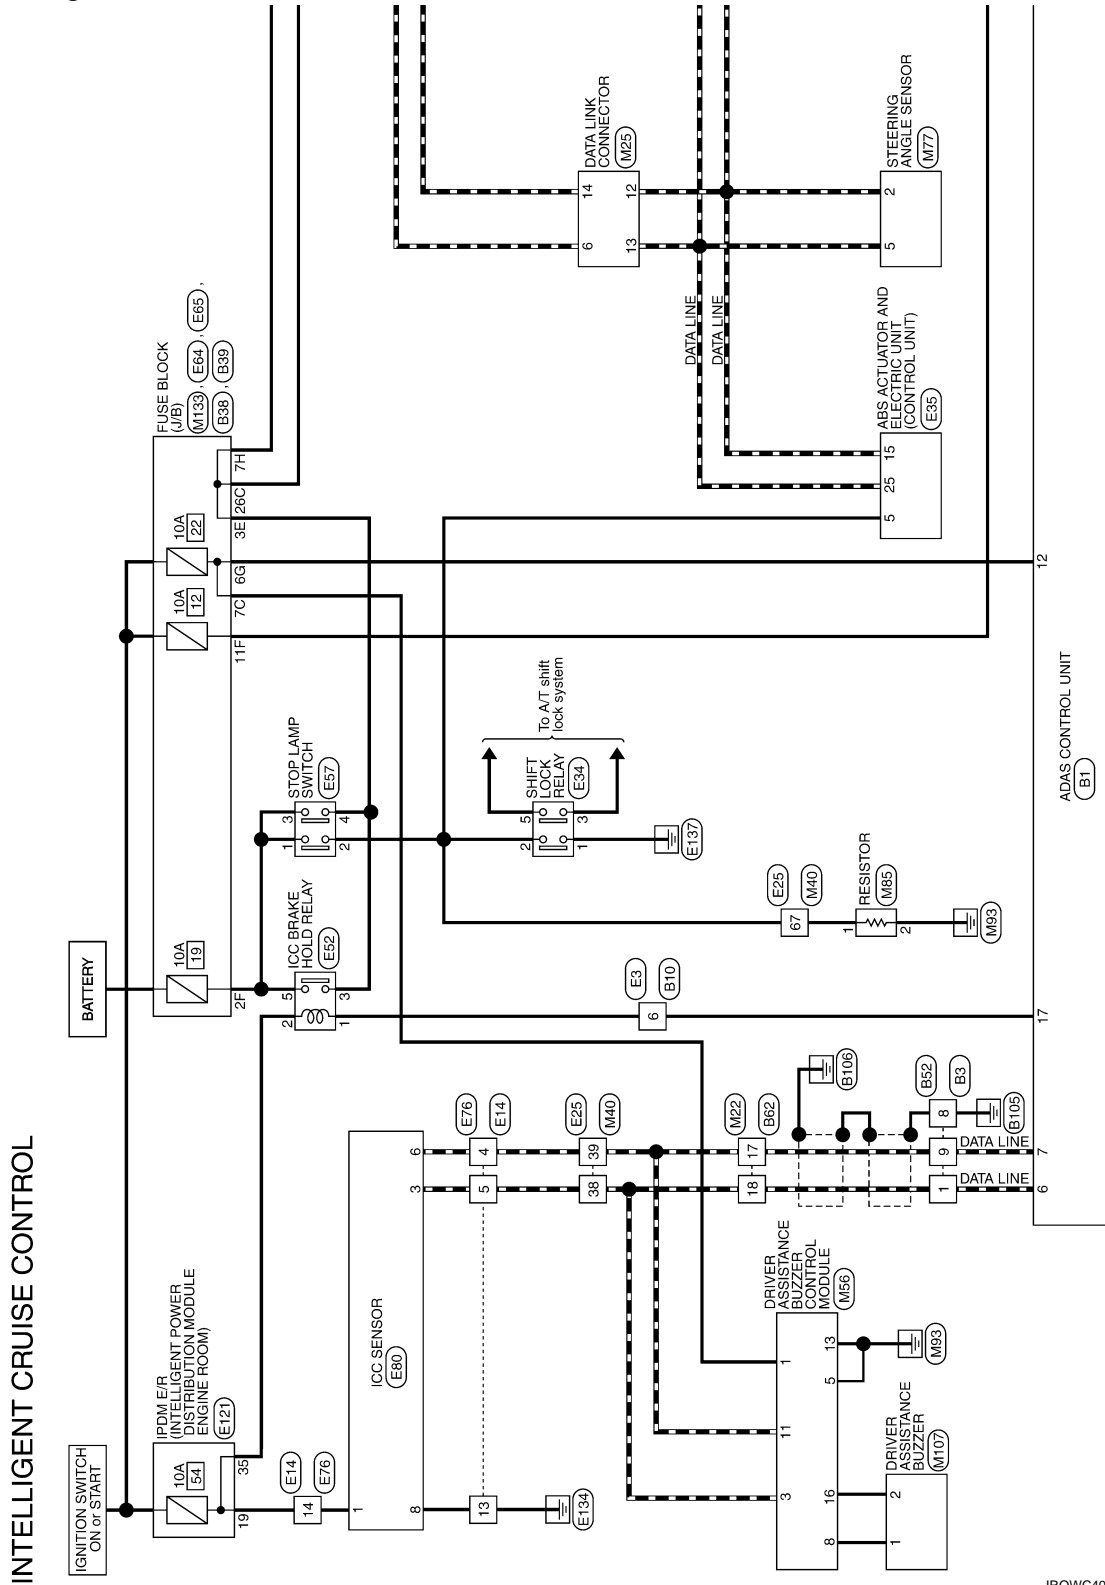 INTELLIGENT CRUISE CONTROL
IGNITION SWITCH
ON or START
BATTERY
IPDM E/R
(INTELLIGENT POWER
DISTRIBUTION MODULE
ENGINE ROOM)
E121
10A
54
19
35
E14
E76
14
1
ICC SENSOR
E80
8
3
6
13
E134
5
4
E76
E14
38
39
E25
M40
18
17
M22
B62
B106
1
9
8
B52
B3
B105
DATA LINE
DATA LINE
6
7
10A
19
2F
10A
12
11F
10A
22
7C
6G
3E
26C
7H
FUSE BLOCK
(J/B)
M133 , E64 , E65 ,
B38 , B39
ICC BRAKE
HOLD RELAY
E52
2
5
1
3
STOP LAMP
SWITCH
E57
1
3
2
4
SHIFT
LOCK
RELAY
E34
2
5
1
3
To A/T shift
lock system
E137
6
E3
B10
17
67
E25
M40
RESISTOR
M85
1
2
M93
DRIVER
ASSISTANCE
BUZZER
CONTROL
MODULE
M56
3
11
1
8
16
5
13
M93
DRIVER
ASSISTANCE
BUZZER
M107
1
2
DATA LINK
CONNECTOR
M25
6
14
13
12
DATA LINE
DATA LINE
STEERING
ANGLE SENSOR
M77
5
2
ABS ACTUATOR AND
ELECTRIC UNIT
(CONTROL UNIT)
E35
5
25
15
12
ADAS CONTROL UNIT
B1